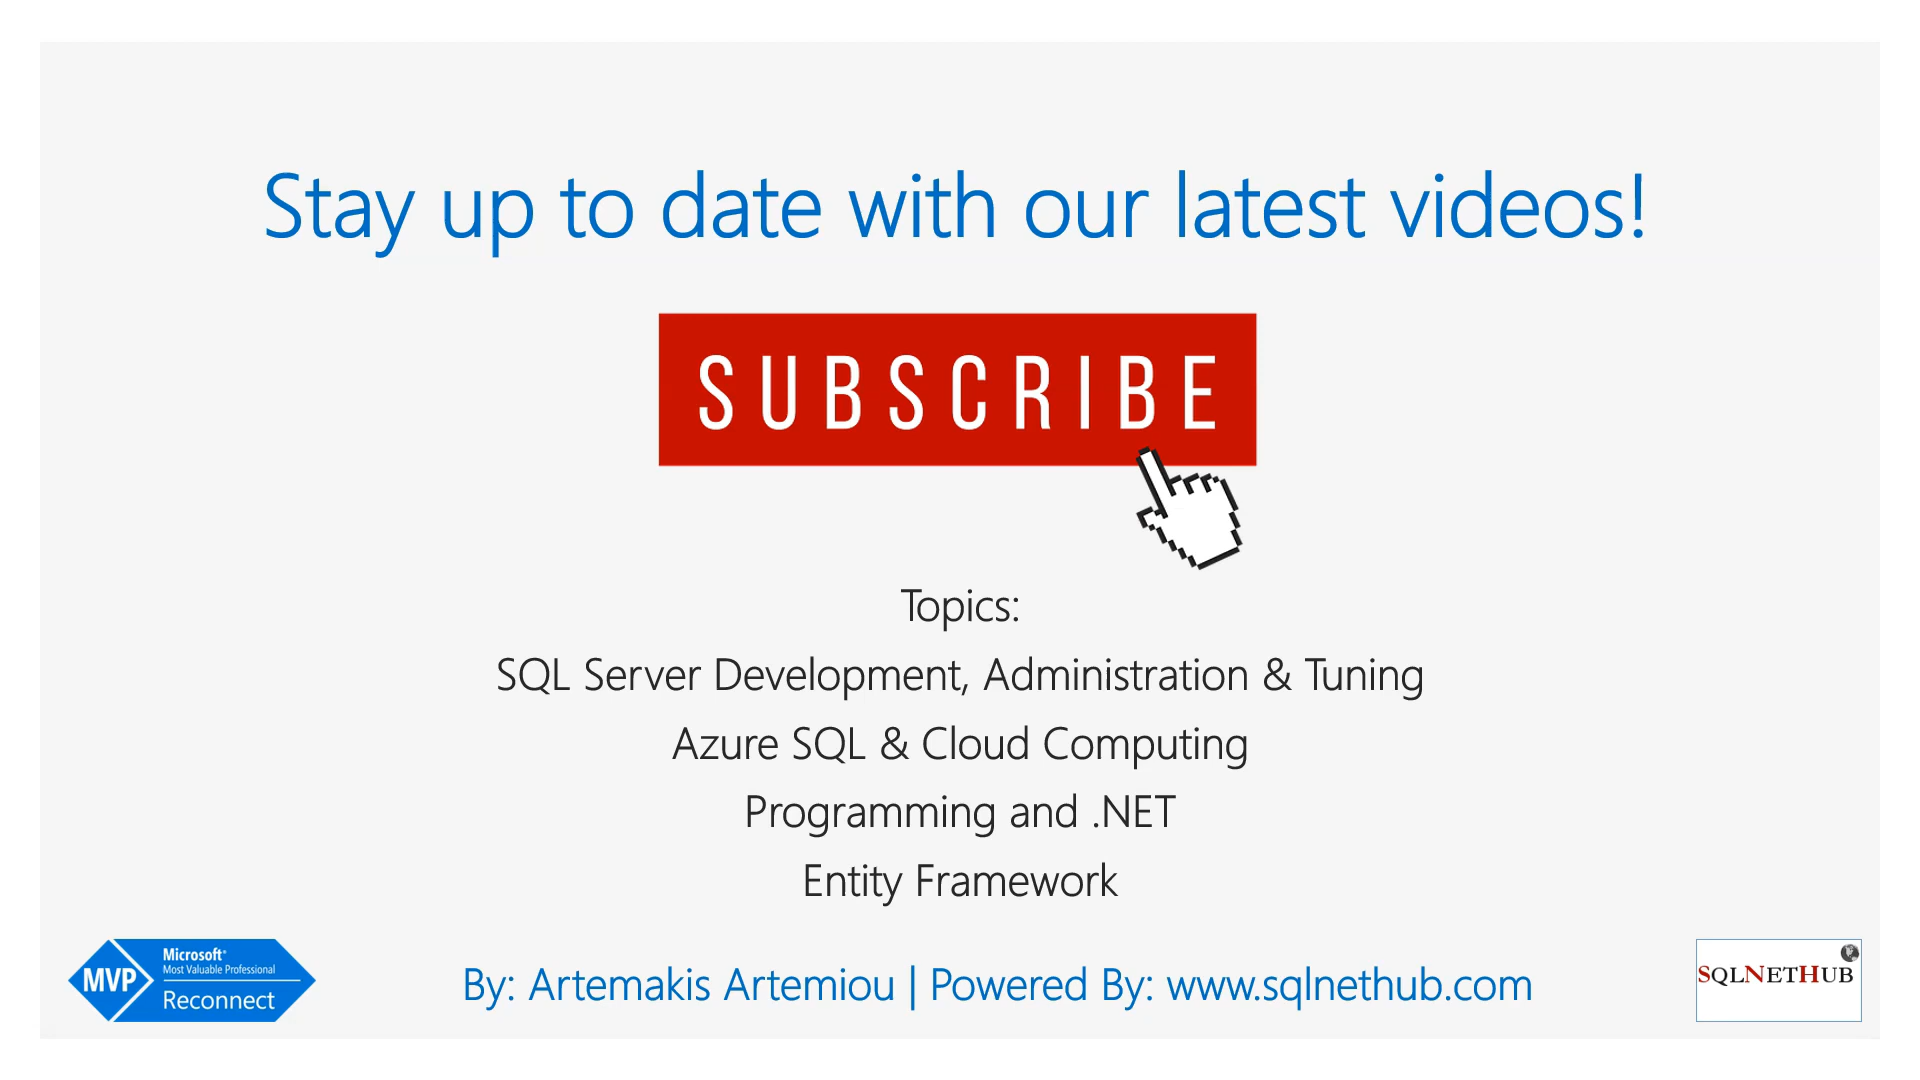 Stay up to date with our latest videos!
SUBSCRIBE
Topics:
SQL Server Development, Administration & Tuning
Azure SQL & Cloud Computing
Programming and .NET
Entity Framework
MVP
Microsoft®
Most Valuable Professional
Reconnect
By: Artemakis Artemiou | Powered By: www.sqlnethub.com
SQLNETHUB